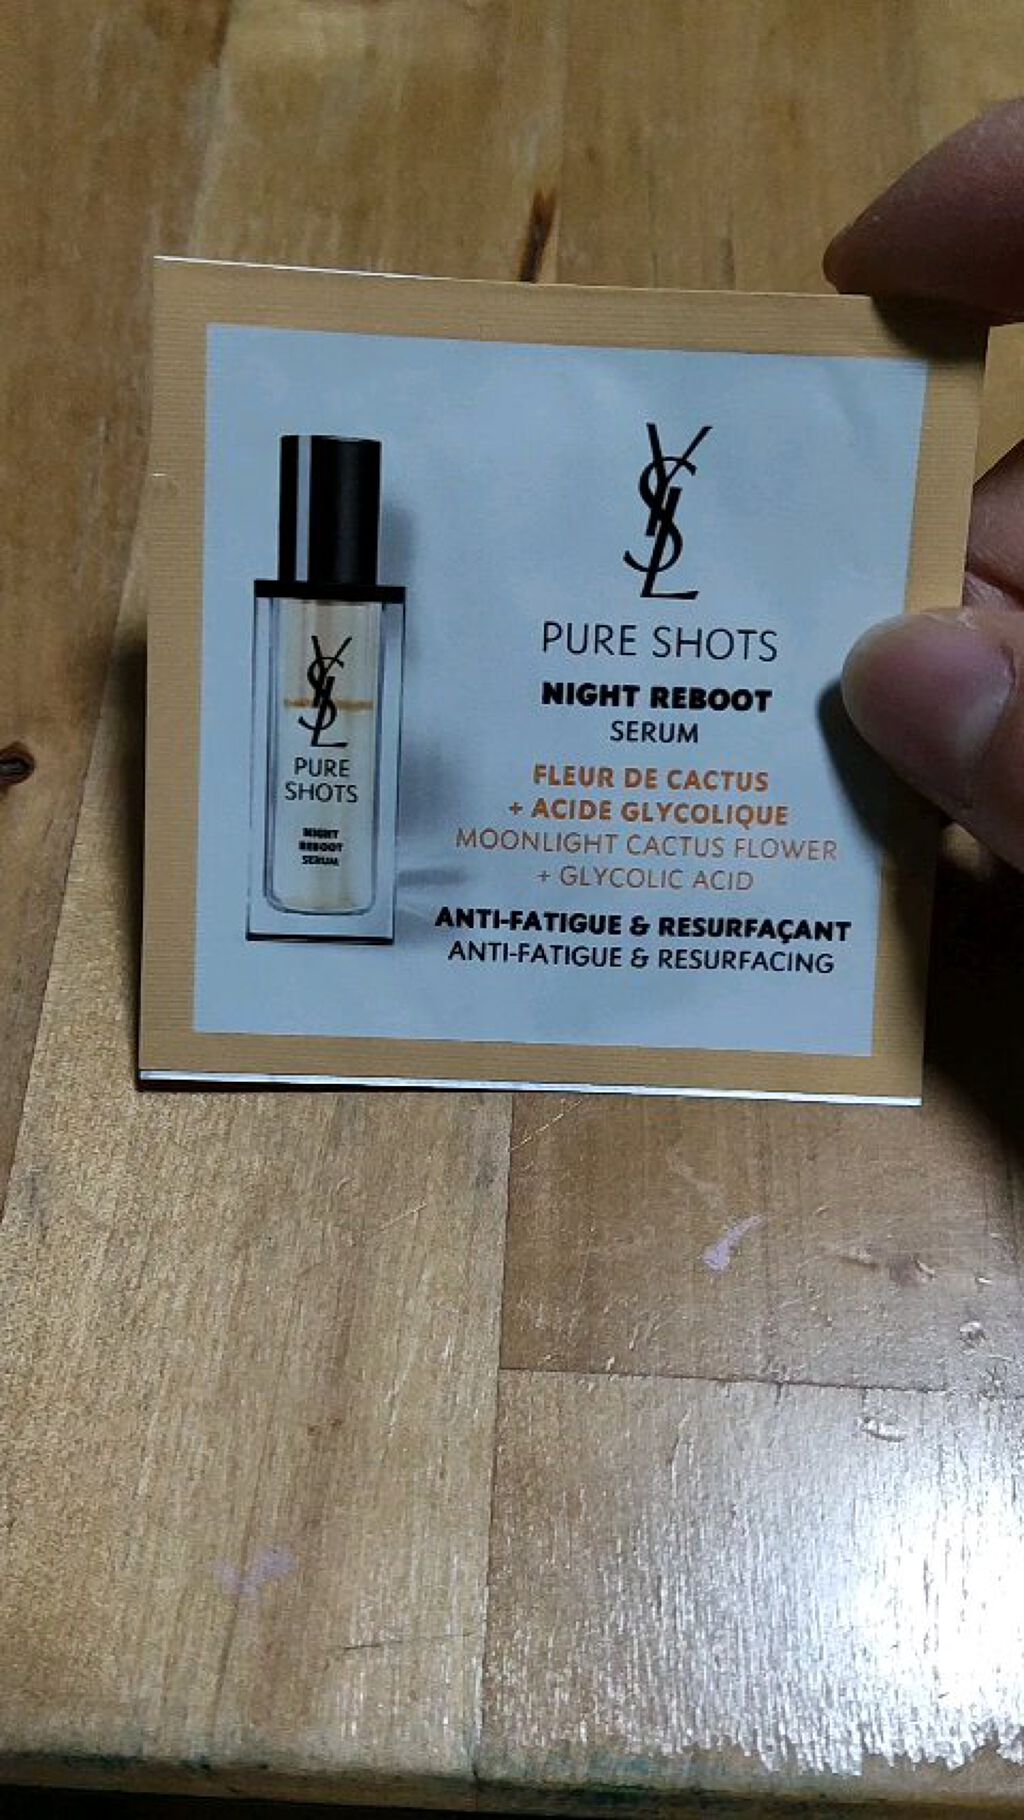 YSL
PURE SHOTS
NIGHT REBOOT
SERUM
FLEUR DE CACTUS
+ ACIDE GLYCOLIQUE
MOONLIGHT CACTUS FLOWER
+ GLYCOLIC ACID
ANTI-FATIGUE & RESURFAÇANT
ANTI-FATIGUE & RESURFACING
YSL
PURE
SHOTS
NIGHT
REBOOT
SERUM